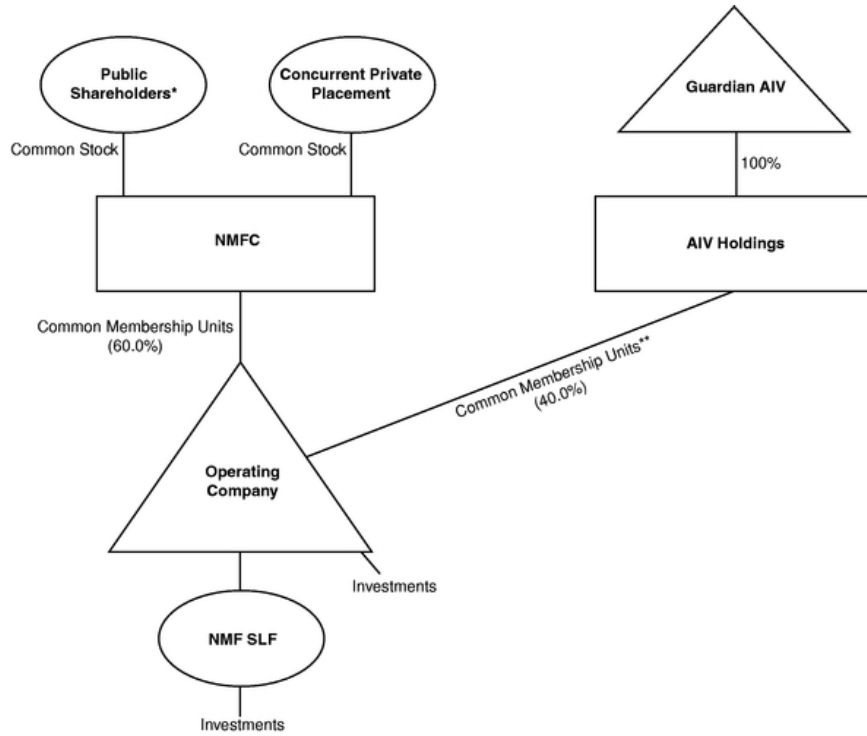 Public
Shareholders*
Concurrent Private
Placement
Guardian AIV
Common Stock
Common Stock
100%
NMFC
AIV Holdings
Common Membership Units
(60.0%)
Common Membership Units**
(40.0%)
Operating
Company
Investments
NMF SLF
Investments